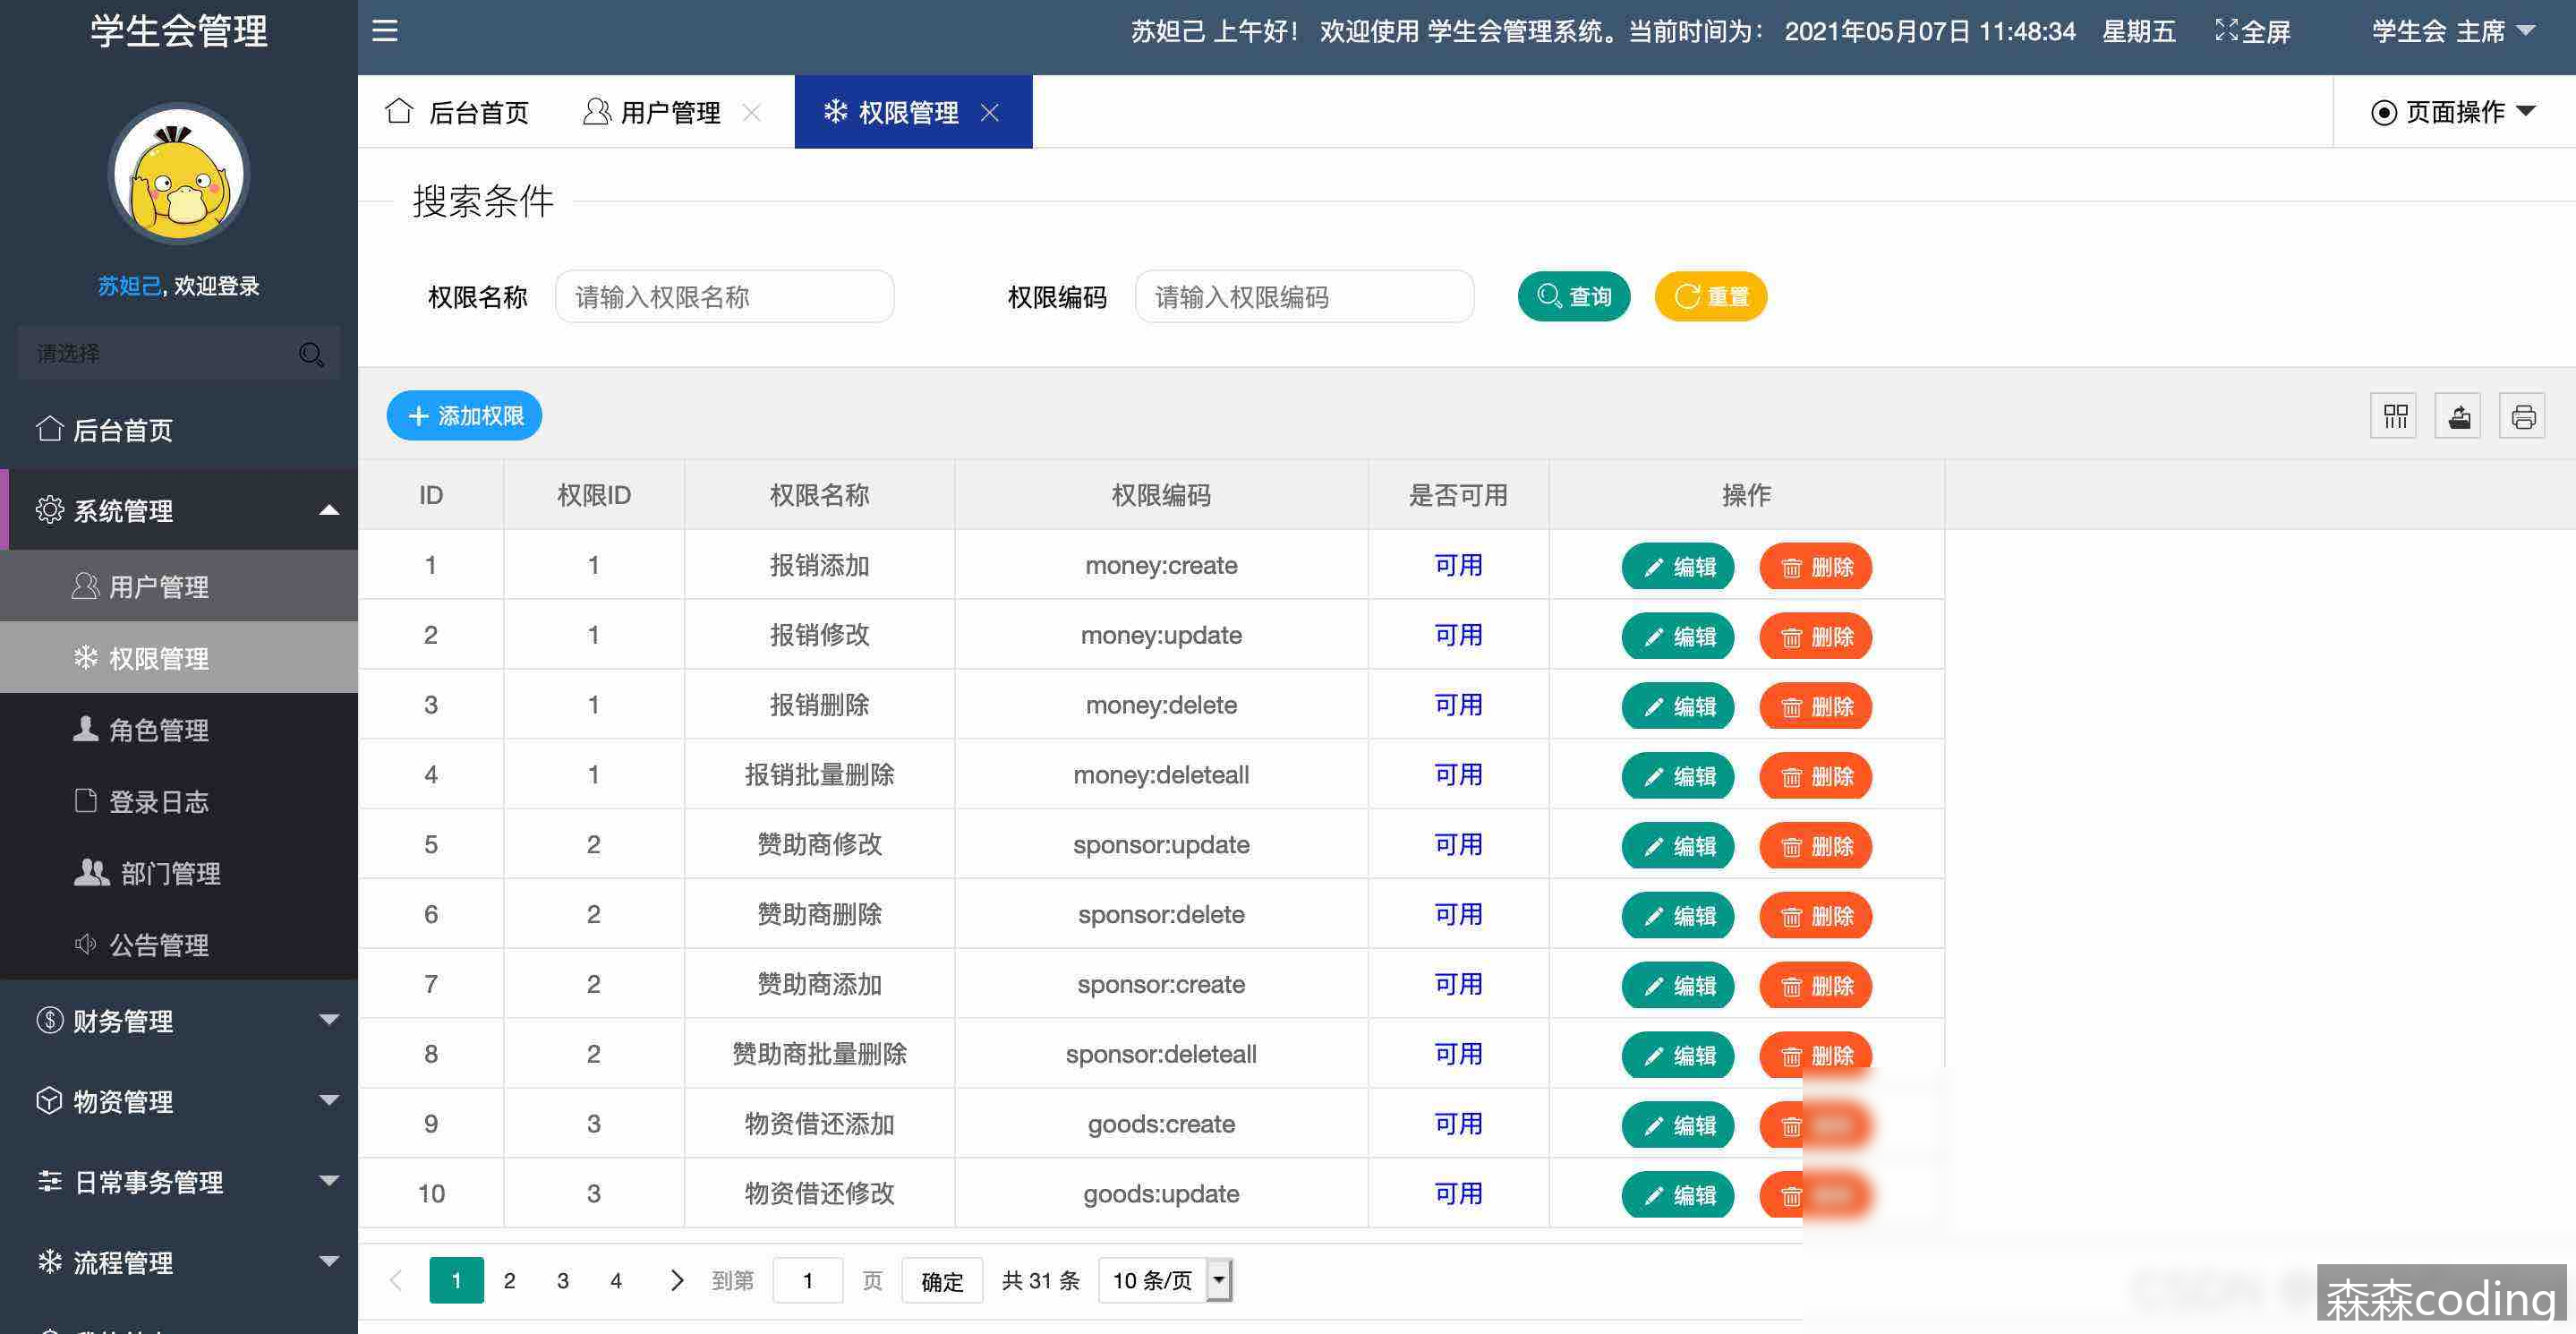 学生会管理
苏妲己 上午好！ 欢迎使用 学生会管理系统。当前时间为： 2021年05月07日 11:48:34 星期五 全屏 学生会 主席
苏妲己, 欢迎登录
请选择
后台首页
系统管理
用户管理
权限管理
角色管理
登录日志
部门管理
公告管理
财务管理
物资管理
日常事务管理
流程管理
后台首页 用户管理 权限管理 页面操作
搜索条件
权限名称 请输入权限名称 权限编码 请输入权限编码 查询 重置
添加权限
ID 权限ID 权限名称 权限编码 是否可用 操作
1 1 报销添加 money:create 可用 编辑 删除
2 1 报销修改 money:update 可用 编辑 删除
3 1 报销删除 money:delete 可用 编辑 删除
4 1 报销批量删除 money:deleteall 可用 编辑 删除
5 2 赞助商修改 sponsor:update 可用 编辑 删除
6 2 赞助商删除 sponsor:delete 可用 编辑 删除
7 2 赞助商添加 sponsor:create 可用 编辑 删除
8 2 赞助商批量删除 sponsor:deleteall 可用 编辑 删除
9 3 物资借还添加 goods:create 可用 编辑
10 3 物资借还修改 goods:update 可用 编辑
1 2 3 4 到第 1 页 确定 共 31 条 10 条/页
森森coding